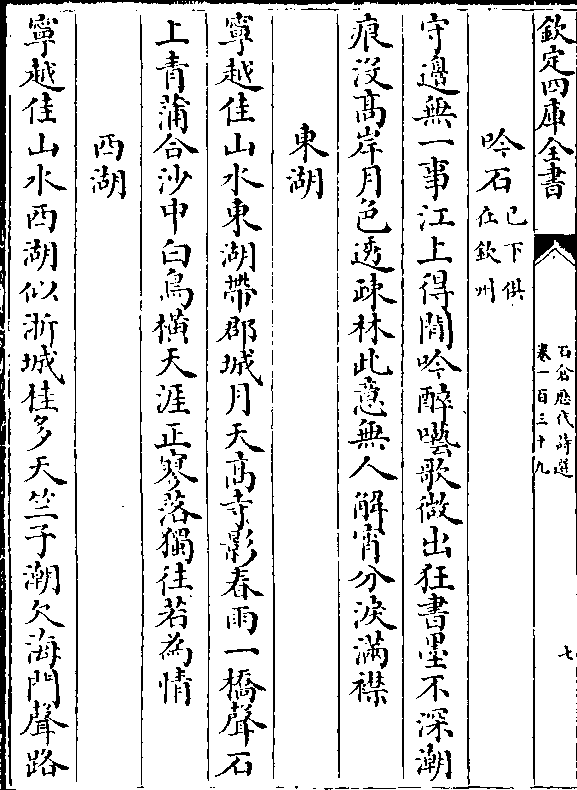 欽定四庫全書
石倉歷代詩選
卷一百三十九
七
吟石已下俱在欽州
守邊無一事江上得閒吟醉囈歌微出狂書墨不深潮
痕沒高岸月色透疎林此意無人解宵分淚滿襟
東湖
寧越佳山水東湖帶郡城月天高寺影春雨一橋聲石
上青蒲合沙中白鳥橫天涯正寥落獨往若為情
西湖
寧越佳山水西湖似浙城桂多天竺子潮欠海門聲路